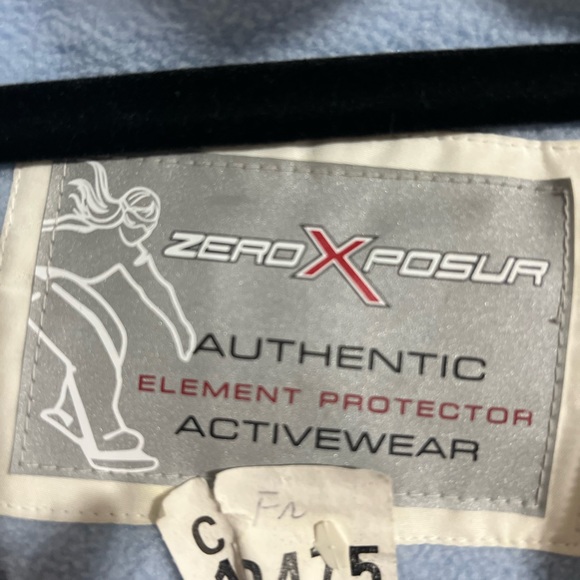 ZEROXPOSUR
AUTHENTIC
ELEMENT PROTECTOR
ACTIVEWEAR
C